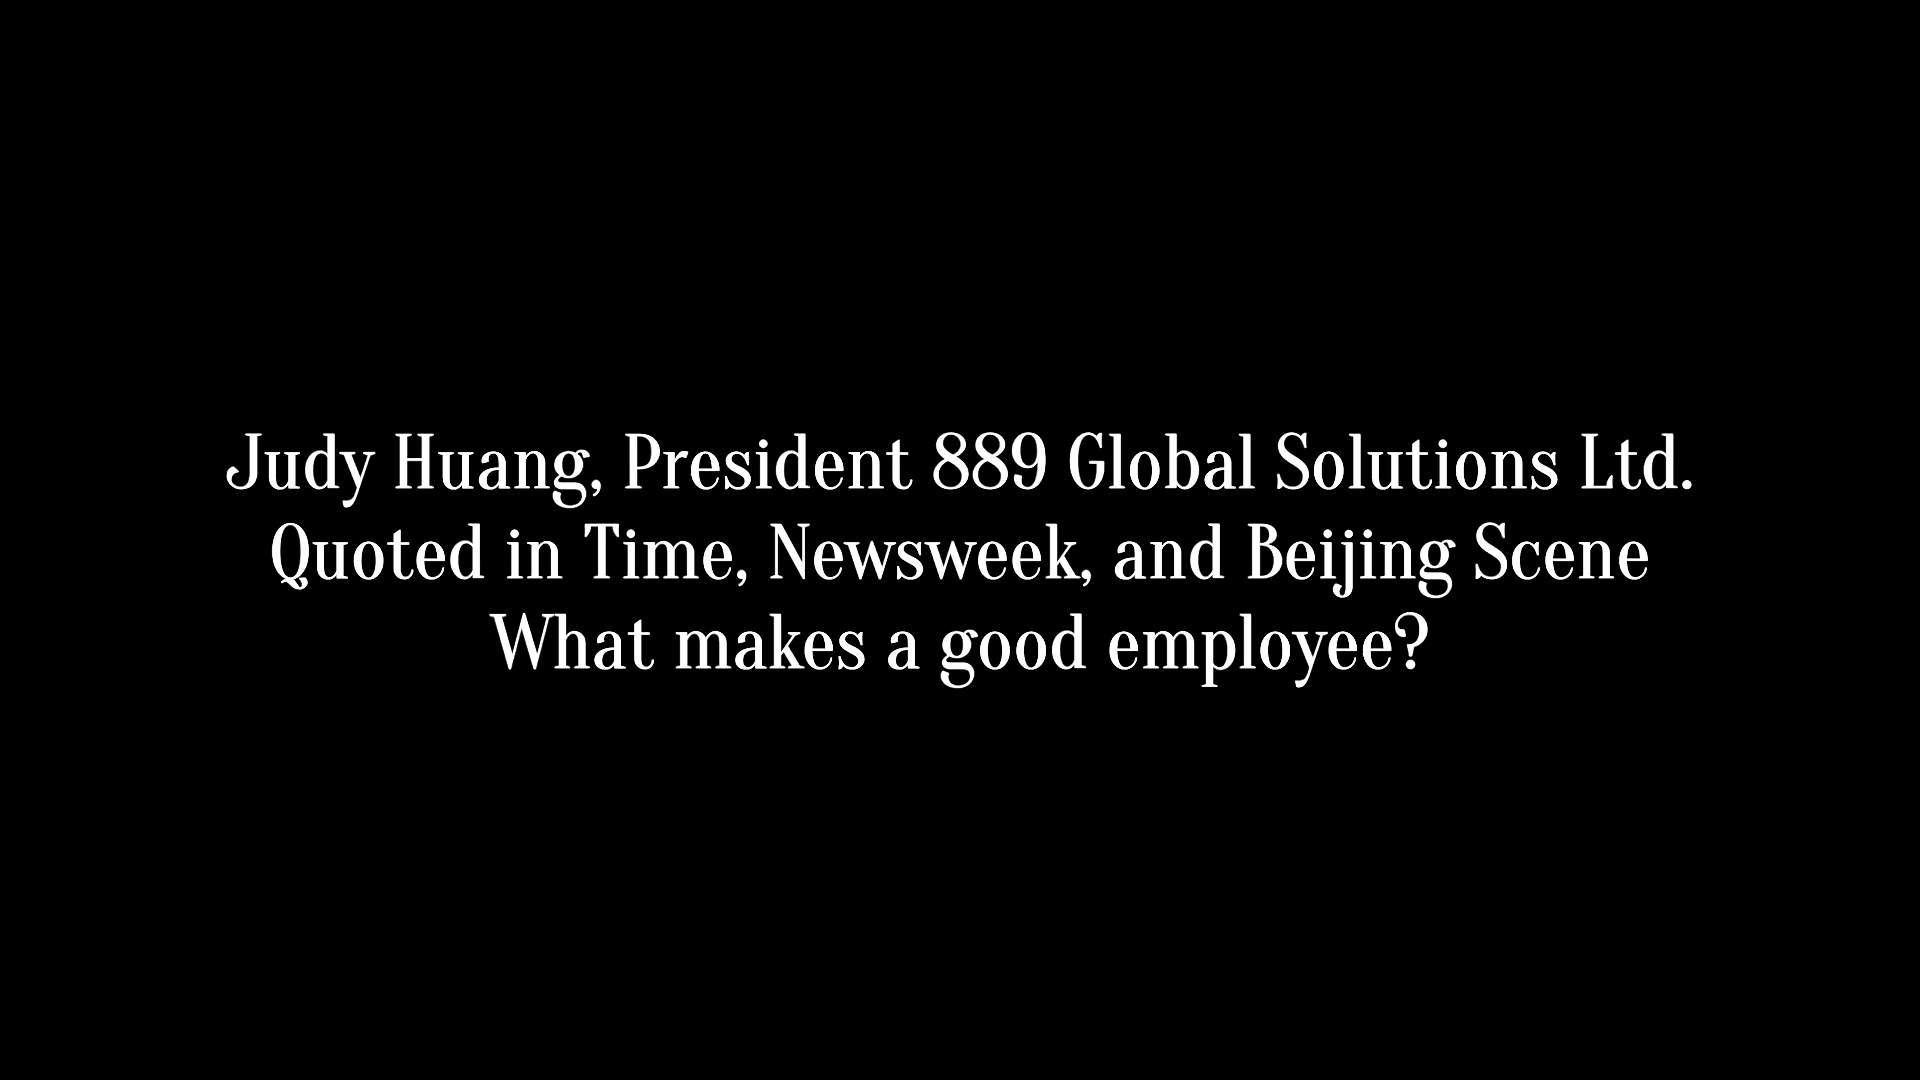 Judy Huang, President 889 Global Solutions Ltd.
Quoted in Time, Newsweek, and Beijing Scene
What makes a good employee?